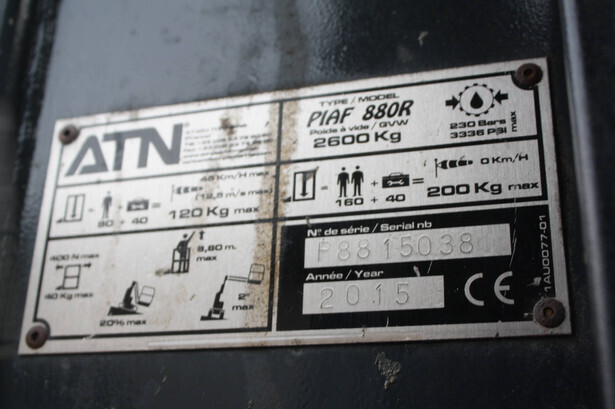 ATN
TYPE / MODEL
PIAF 880R
Poids à vide / GVW
2600 Kg
230 Bars
3336 PSI
max
45 Km/H max
(12,5 m/s max)
80 + 40
120 Kg max
0 Km/H
160 + 40
200 Kg max
400 N max
40 Kg max
20% max
8,80 m.
max
2°
max
N° de série / Serial nb
P8815038
Année / Year
2015
CE
1AU0077-01